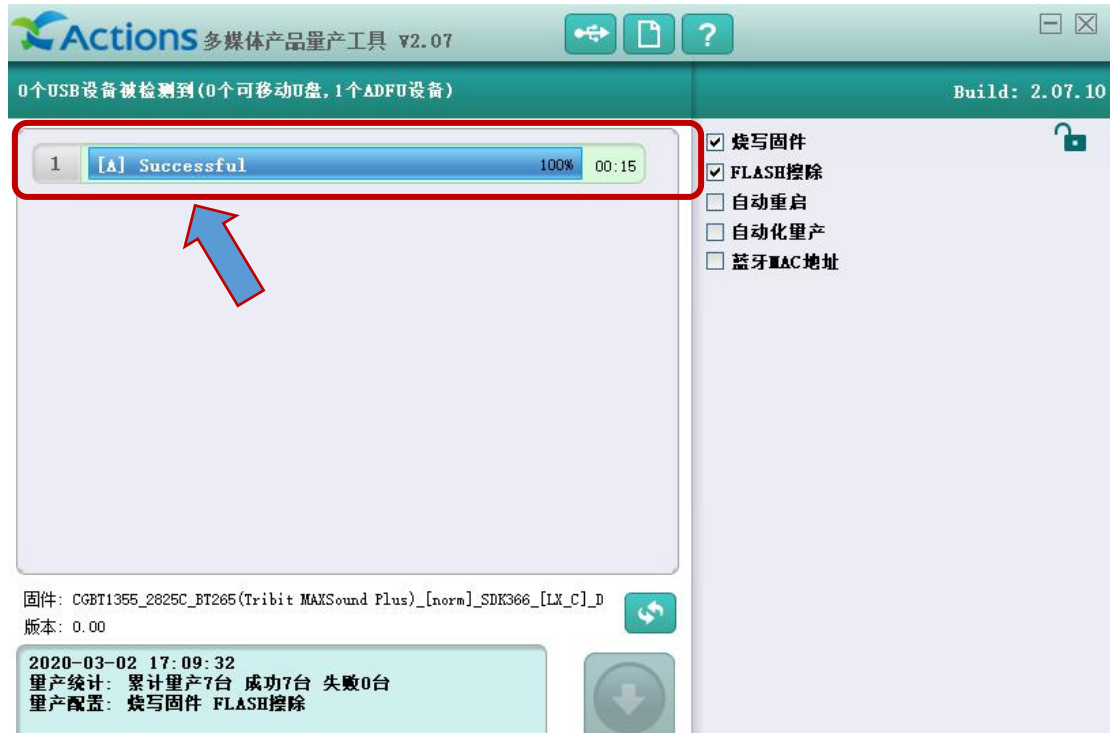 Actions 多媒体产品量产工具 V2.07
?
0个USB设备被检测到(0个可移动U盘,1个ADFU设备)
Build: 2.07.10
1 [A] Successful 100% 00:15
烧写固件
FLASH擦除
自动重启
自动化量产
蓝牙MAC地址
固件: CGBT1355_2825C_BT265(Tribit MAXSound Plus)_[norm]_SDK366_[LX_C]_D
版本: 0.00
2020-03-02 17:09:32
量产统计: 累计量产7台 成功7台 失败0台
量产配置: 烧写固件 FLASH擦除